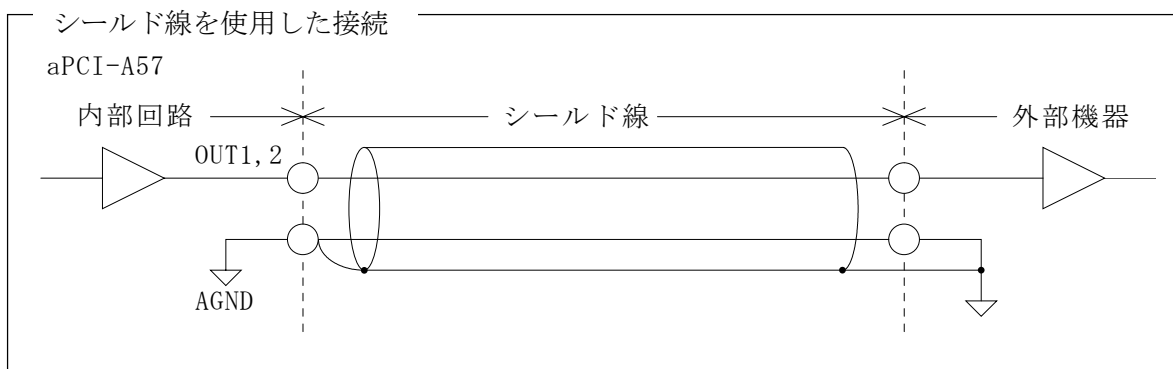 シールド線を使用した接続
aPCI-A57
内部回路
シールド線
外部機器
OUT1,2
AGND